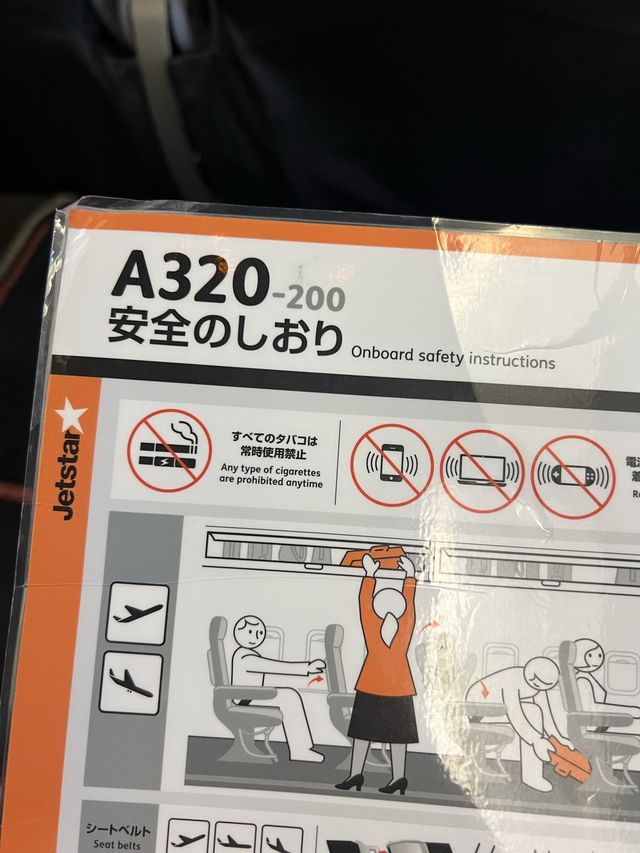 A320-200
安全のしおり Onboard safety instructions
Jetstar
すべてのタバコは
常時使用禁止
Any type of cigarettes
are prohibited anytime
シートベルト
Seat belts